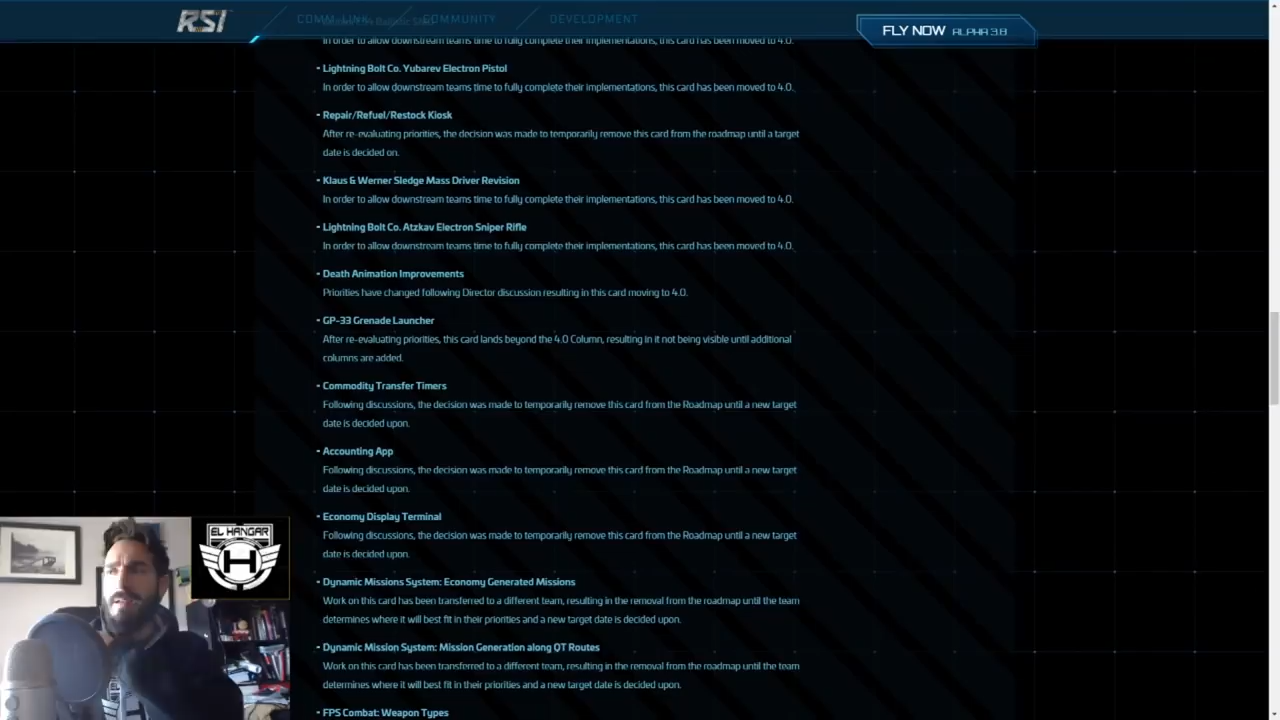 RSI
COMM-LINK
COMMUNITY
DEVELOPMENT
FLY NOW ALPHA 3.8
In order to allow downstream teams time to fully complete their implementations, this card has been moved to 4.0.
- Lightning Bolt Co. Yubarev Electron Pistol
In order to allow downstream teams time to fully complete their implementations, this card has been moved to 4.0.
- Repair/Refuel/Restock Kiosk
After re-evaluating priorities, the decision was made to temporarily remove this card from the roadmap until a target
date is decided on.
- Klaus & Werner Sledge Mass Driver Revision
In order to allow downstream teams time to fully complete their implementations, this card has been moved to 4.0.
- Lightning Bolt Co. Atzkav Electron Sniper Rifle
In order to allow downstream teams time to fully complete their implementations, this card has been moved to 4.0.
- Death Animation Improvements
Priorities have changed following Director discussion resulting in this card moving to 4.0.
- GP-33 Grenade Launcher
After re-evaluating priorities, this card lands beyond the 4.0 Column, resulting in it not being visible until additional
columns are added.
- Commodity Transfer Timers
Following discussions, the decision was made to temporarily remove this card from the Roadmap until a new target
date is decided upon.
- Accounting App
Following discussions, the decision was made to temporarily remove this card from the Roadmap until a new target
date is decided upon.
- Economy Display Terminal
Following discussions, the decision was made to temporarily remove this card from the Roadmap until a new target
date is decided upon.
- Dynamic Missions System: Economy Generated Missions
Work on this card has been transferred to a different team, resulting in the removal from the roadmap until the team
determines where it will best fit in their priorities and a new target date is decided upon.
- Dynamic Mission System: Mission Generation along QT Routes
Work on this card has been transferred to a different team, resulting in the removal from the roadmap until the team
determines where it will best fit in their priorities and a new target date is decided upon.
- FPS Combat: Weapon Types
EL HANGAR
H